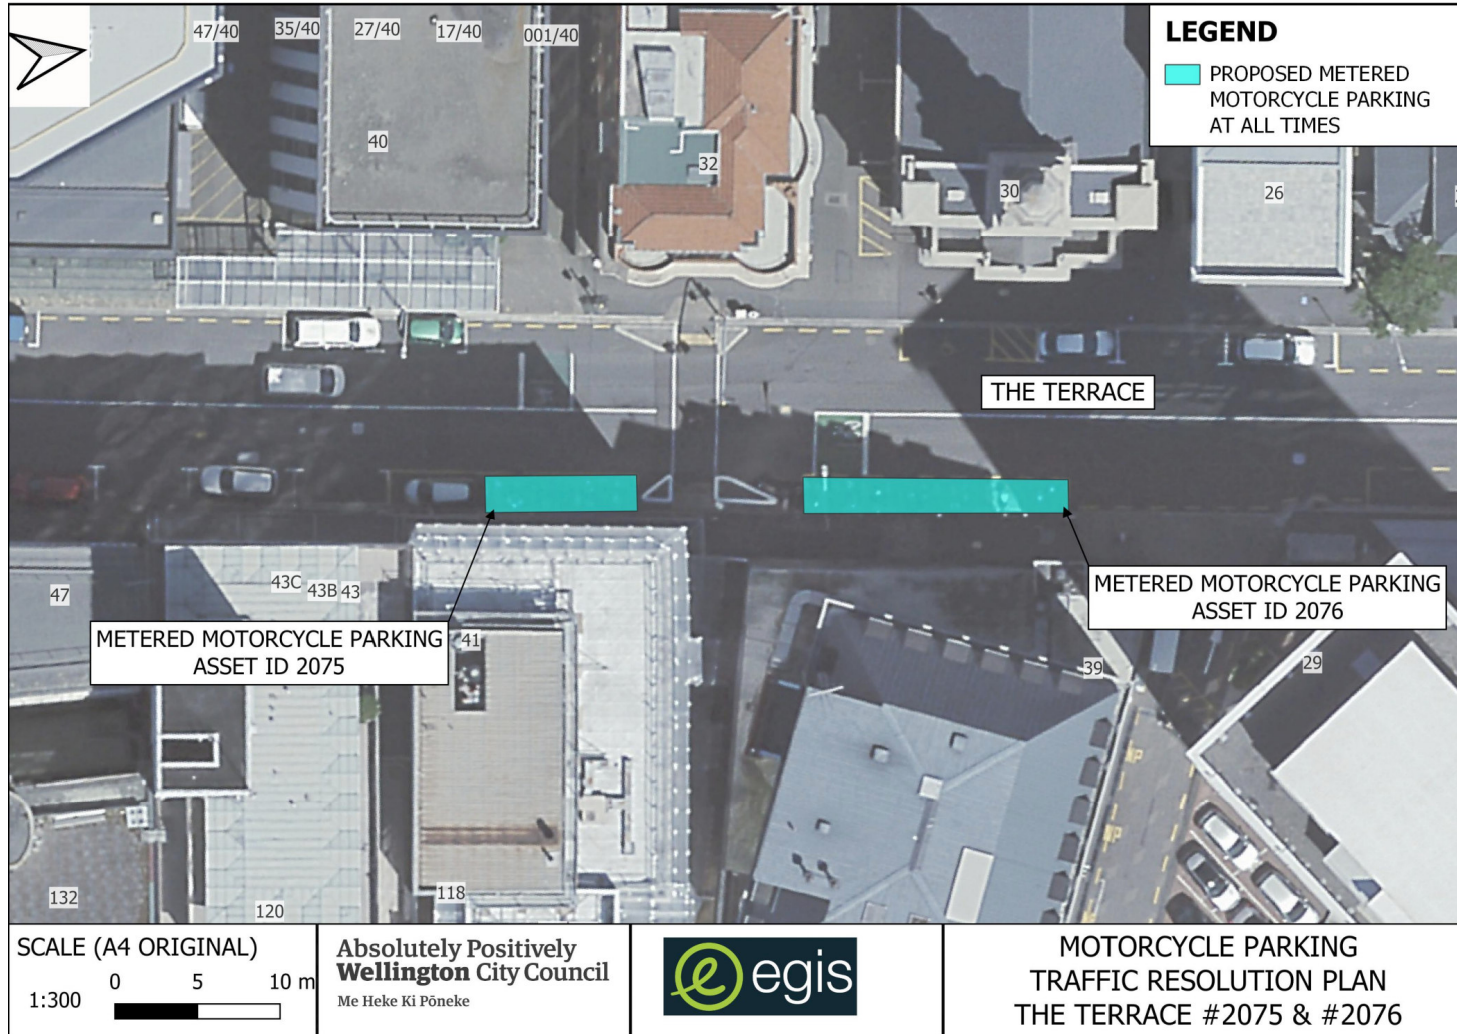 47/40
35/40
27/40
17/40
001/40
LEGEND
PROPOSED METERED
MOTORCYCLE PARKING
AT ALL TIMES
40
32
30
26
THE TERRACE
47
43C
43B
43
METERED MOTORCYCLE PARKING
ASSET ID 2075
41
METERED MOTORCYCLE PARKING
ASSET ID 2076
39
29
132
120
118
SCALE (A4 ORIGINAL)
0 5 10 m
1:300
Absolutely Positively
Wellington City Council
Me Heke Ki Pōneke
egis
MOTORCYCLE PARKING
TRAFFIC RESOLUTION PLAN
THE TERRACE #2075 & #2076